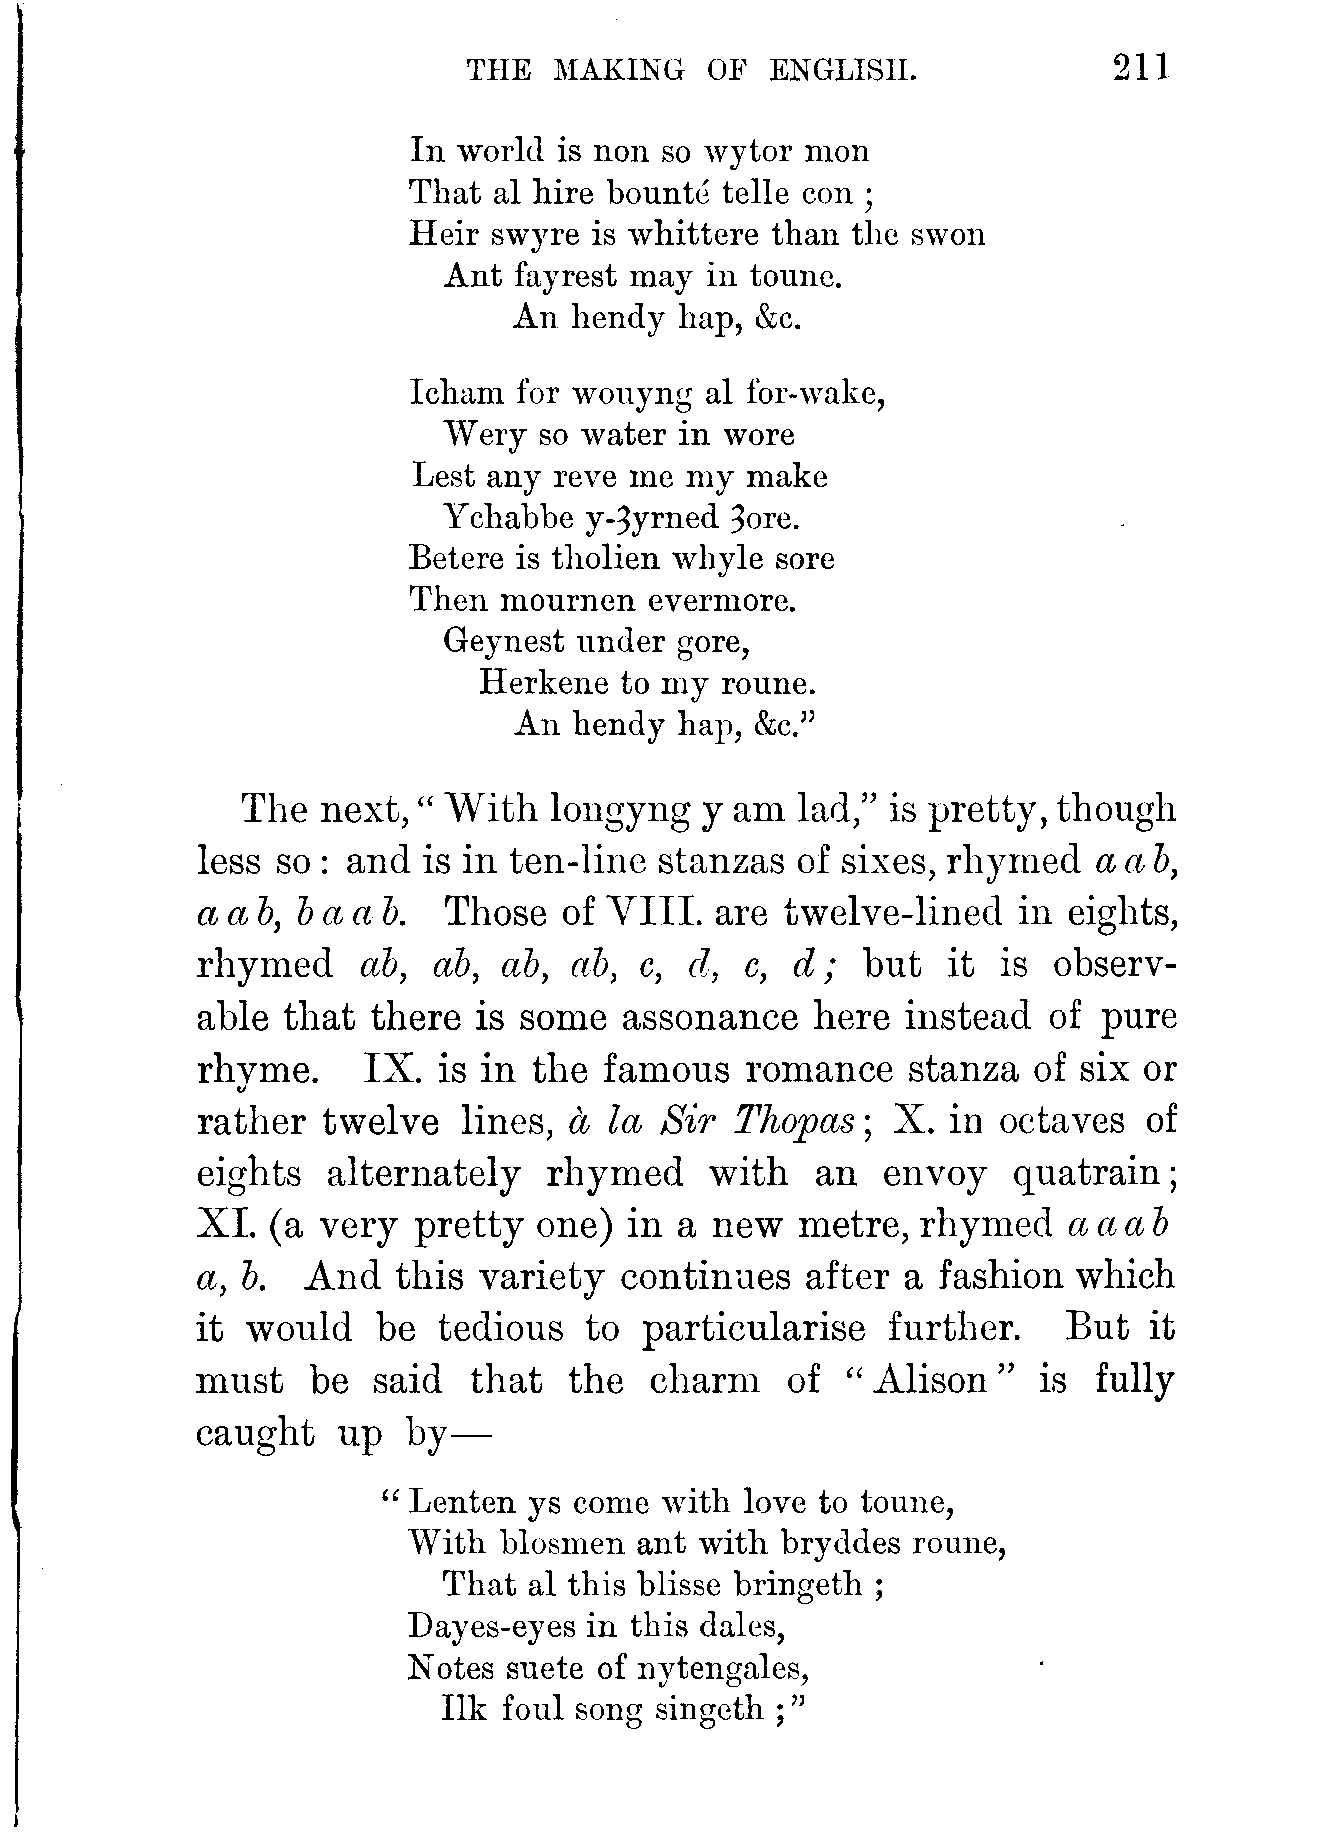 THE MAKING OF ENGLISH. 211
In world is non so wytor mon
That al hire bounté telle con ;
Heir swyre is whittere than the swon
Ant fayrest may in toune.
An hendy hap, &c.
Icham for wouyng al for-wake,
Wery so water in wore
Lest any reve me my make
Ychabbe y-Ȝyrned Ȝore.
Betere is tholien whyle sore
Then mournen evermore.
Geynest under gore,
Herkene to my roune.
An hendy hap, &c.”
The next, “ With longyng y am lad,” is pretty, though
less so : and is in ten-line stanzas of sixes, rhymed a a b,
a a b, b a a b. Those of VIII. are twelve-lined in eights,
rhymed ab, ab, ab, ab, c, d, c, d ; but it is observ-
able that there is some assonance here instead of pure
rhyme. IX. is in the famous romance stanza of six or
rather twelve lines, à la Sir Thopas ; X. in octaves of
eights alternately rhymed with an envoy quatrain ;
XI. (a very pretty one) in a new metre, rhymed a a a b
a, b. And this variety continues after a fashion which
it would be tedious to particularise further. But it
must be said that the charm of “ Alison ” is fully
caught up by—
“ Lenten ys come with love to toune,
With blosmen ant with bryddes roune,
That al this blisse bringeth ;
Dayes-eyes in this dales,
Notes suete of nytengales,
Ilk foul song singeth ; ”